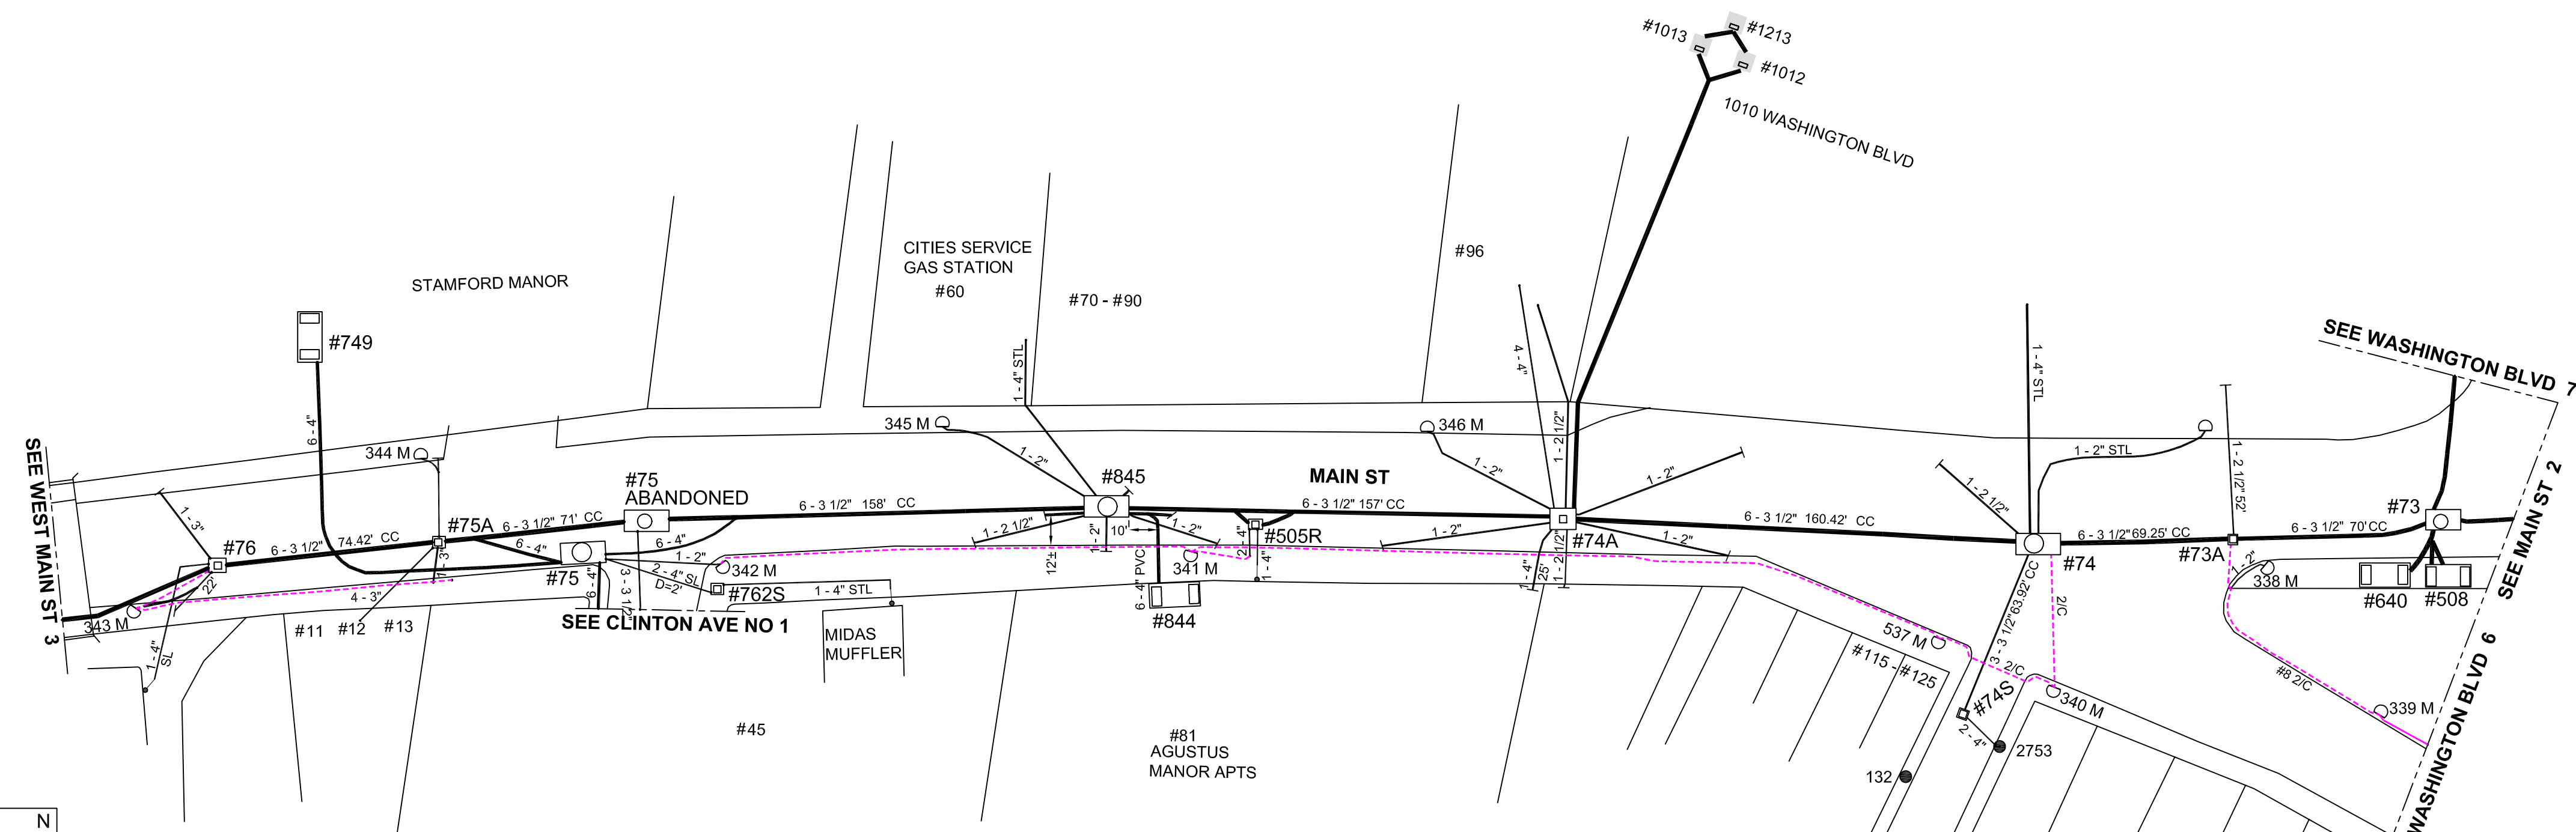 #1013
#1213
#1012
1010 WASHINGTON BLVD
STAMFORD MANOR
CITIES SERVICE
GAS STATION
#60
#70 - #90
#96
#749
6 - 4"
1 - 4" STL
4 - 4"
1 - 2 1/2"
1 - 4" STL
SEE WASHINGTON BLVD 7
SEE WEST MAIN ST 3
344 M
345 M
346 M
MAIN ST
1 - 3"
#76
6 - 3 1/2" 74.42' CC
#75A
6 - 3 1/2" 71' CC
#75
ABANDONED
6 - 3 1/2" 158' CC
1 - 2"
#845
6 - 3 1/2" 157' CC
1 - 2"
1 - 2"
#74A
6 - 3 1/2" 160.42' CC
1 - 2 1/2"
1 - 2" STL
1 - 2 1/2" 52'
#74
6 - 3 1/2" 69.25' CC
#73A
6 - 3 1/2" 70' CC
#73
SEE MAIN ST 2
343 M
22'
1 - 4"
SL
4 - 3"
1 - 3"
#11
#12
#13
6 - 4"
#75
6 - 4"
6 - 4"
3 - 3 1/2"
2 - 4" SL
D=2'
1 - 2"
342 M
#762S
1 - 4" STL
SEE CLINTON AVE NO 1
MIDAS
MUFFLER
#45
1 - 2 1/2"
12'±
1 - 2"
10'
1 - 2"
6 - 4" PVC
#844
341 M
2 - 4"
#505R
1 - 4"
1 - 2"
1 - 4"
25'
1 - 2 1/2"
1 - 2"
#81
AGUSTUS
MANOR APTS
537 M
#115 - #125
3 - 3 1/2" 63.92' CC
2/C
2/C
#74S
2 - 4"
340 M
132
2753
1 - 2"
338 M
#640
#508
#8 2/C
339 M
WASHINGTON BLVD 6
N